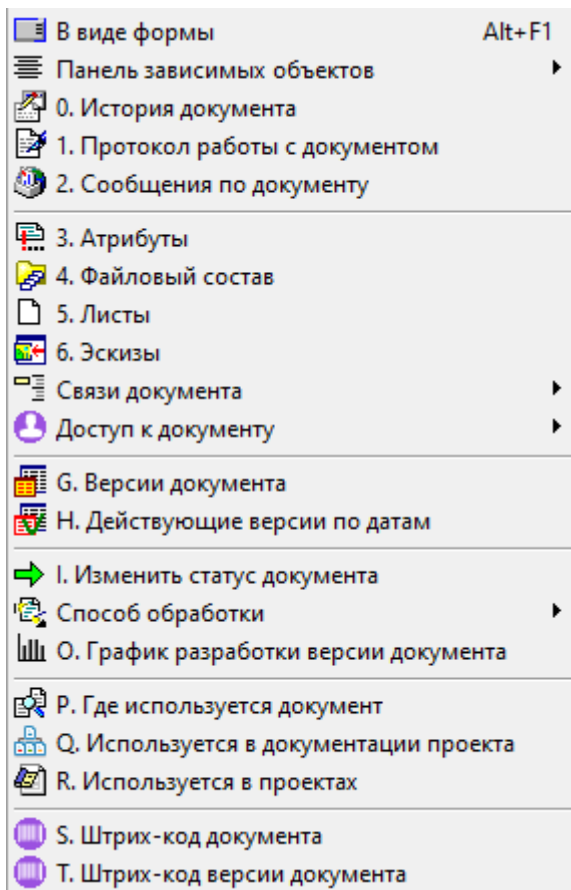 В виде формы Alt+F1
Панель зависимых объектов
0. История документа
1. Протокол работы с документом
2. Сообщения по документу
3. Атрибуты
4. Файловый состав
5. Листы
6. Эскизы
Связи документа
Доступ к документу
G. Версии документа
H. Действующие версии по датам
I. Изменить статус документа
Способ обработки
O. График разработки версии документа
P. Где используется документ
Q. Используется в документации проекта
R. Используется в проектах
S. Штрих-код документа
T. Штрих-код версии документа